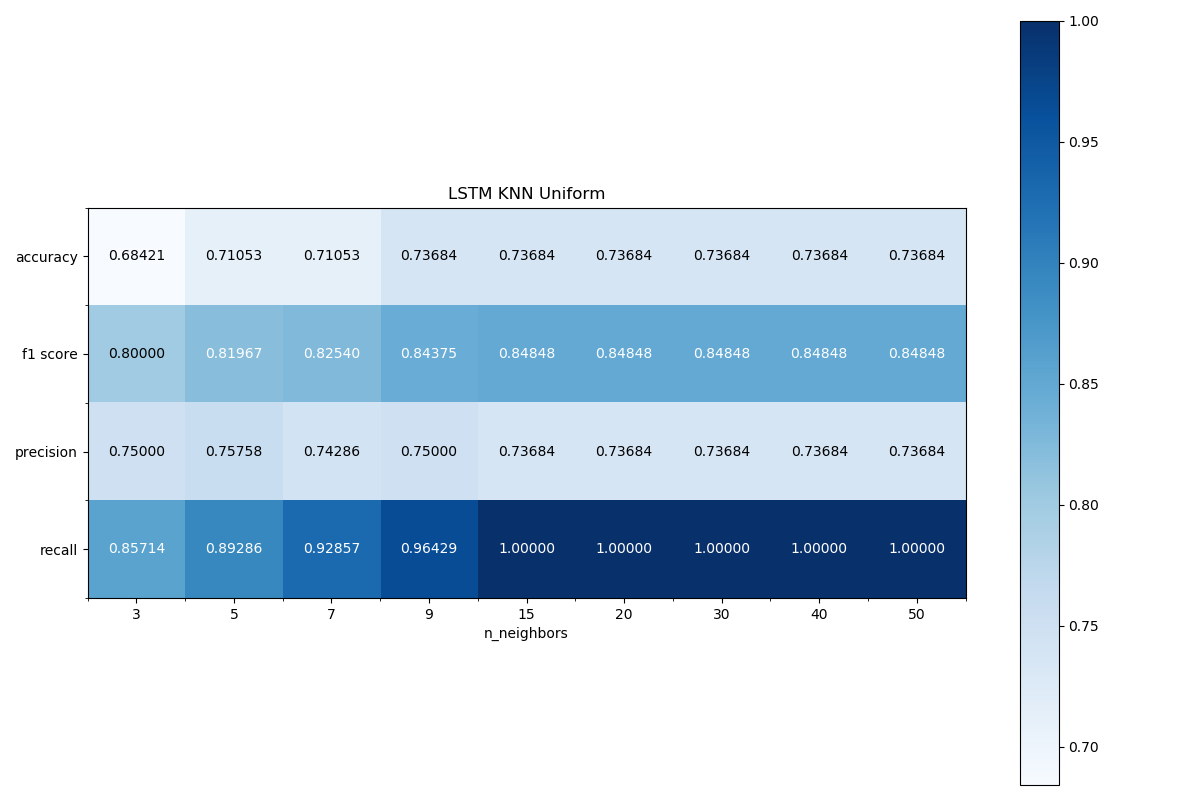 LSTM KNN Uniform
accuracy 0.68421 0.71053 0.71053 0.73684 0.73684 0.73684 0.73684 0.73684 0.73684
f1 score 0.80000 0.81967 0.82540 0.84375 0.84848 0.84848 0.84848 0.84848 0.84848
precision 0.75000 0.75758 0.74286 0.75000 0.73684 0.73684 0.73684 0.73684 0.73684
recall 0.85714 0.89286 0.92857 0.96429 1.00000 1.00000 1.00000 1.00000 1.00000
3 5 7 9 15 20 30 40 50
n_neighbors
1.00
0.95
0.90
0.85
0.80
0.75
0.70